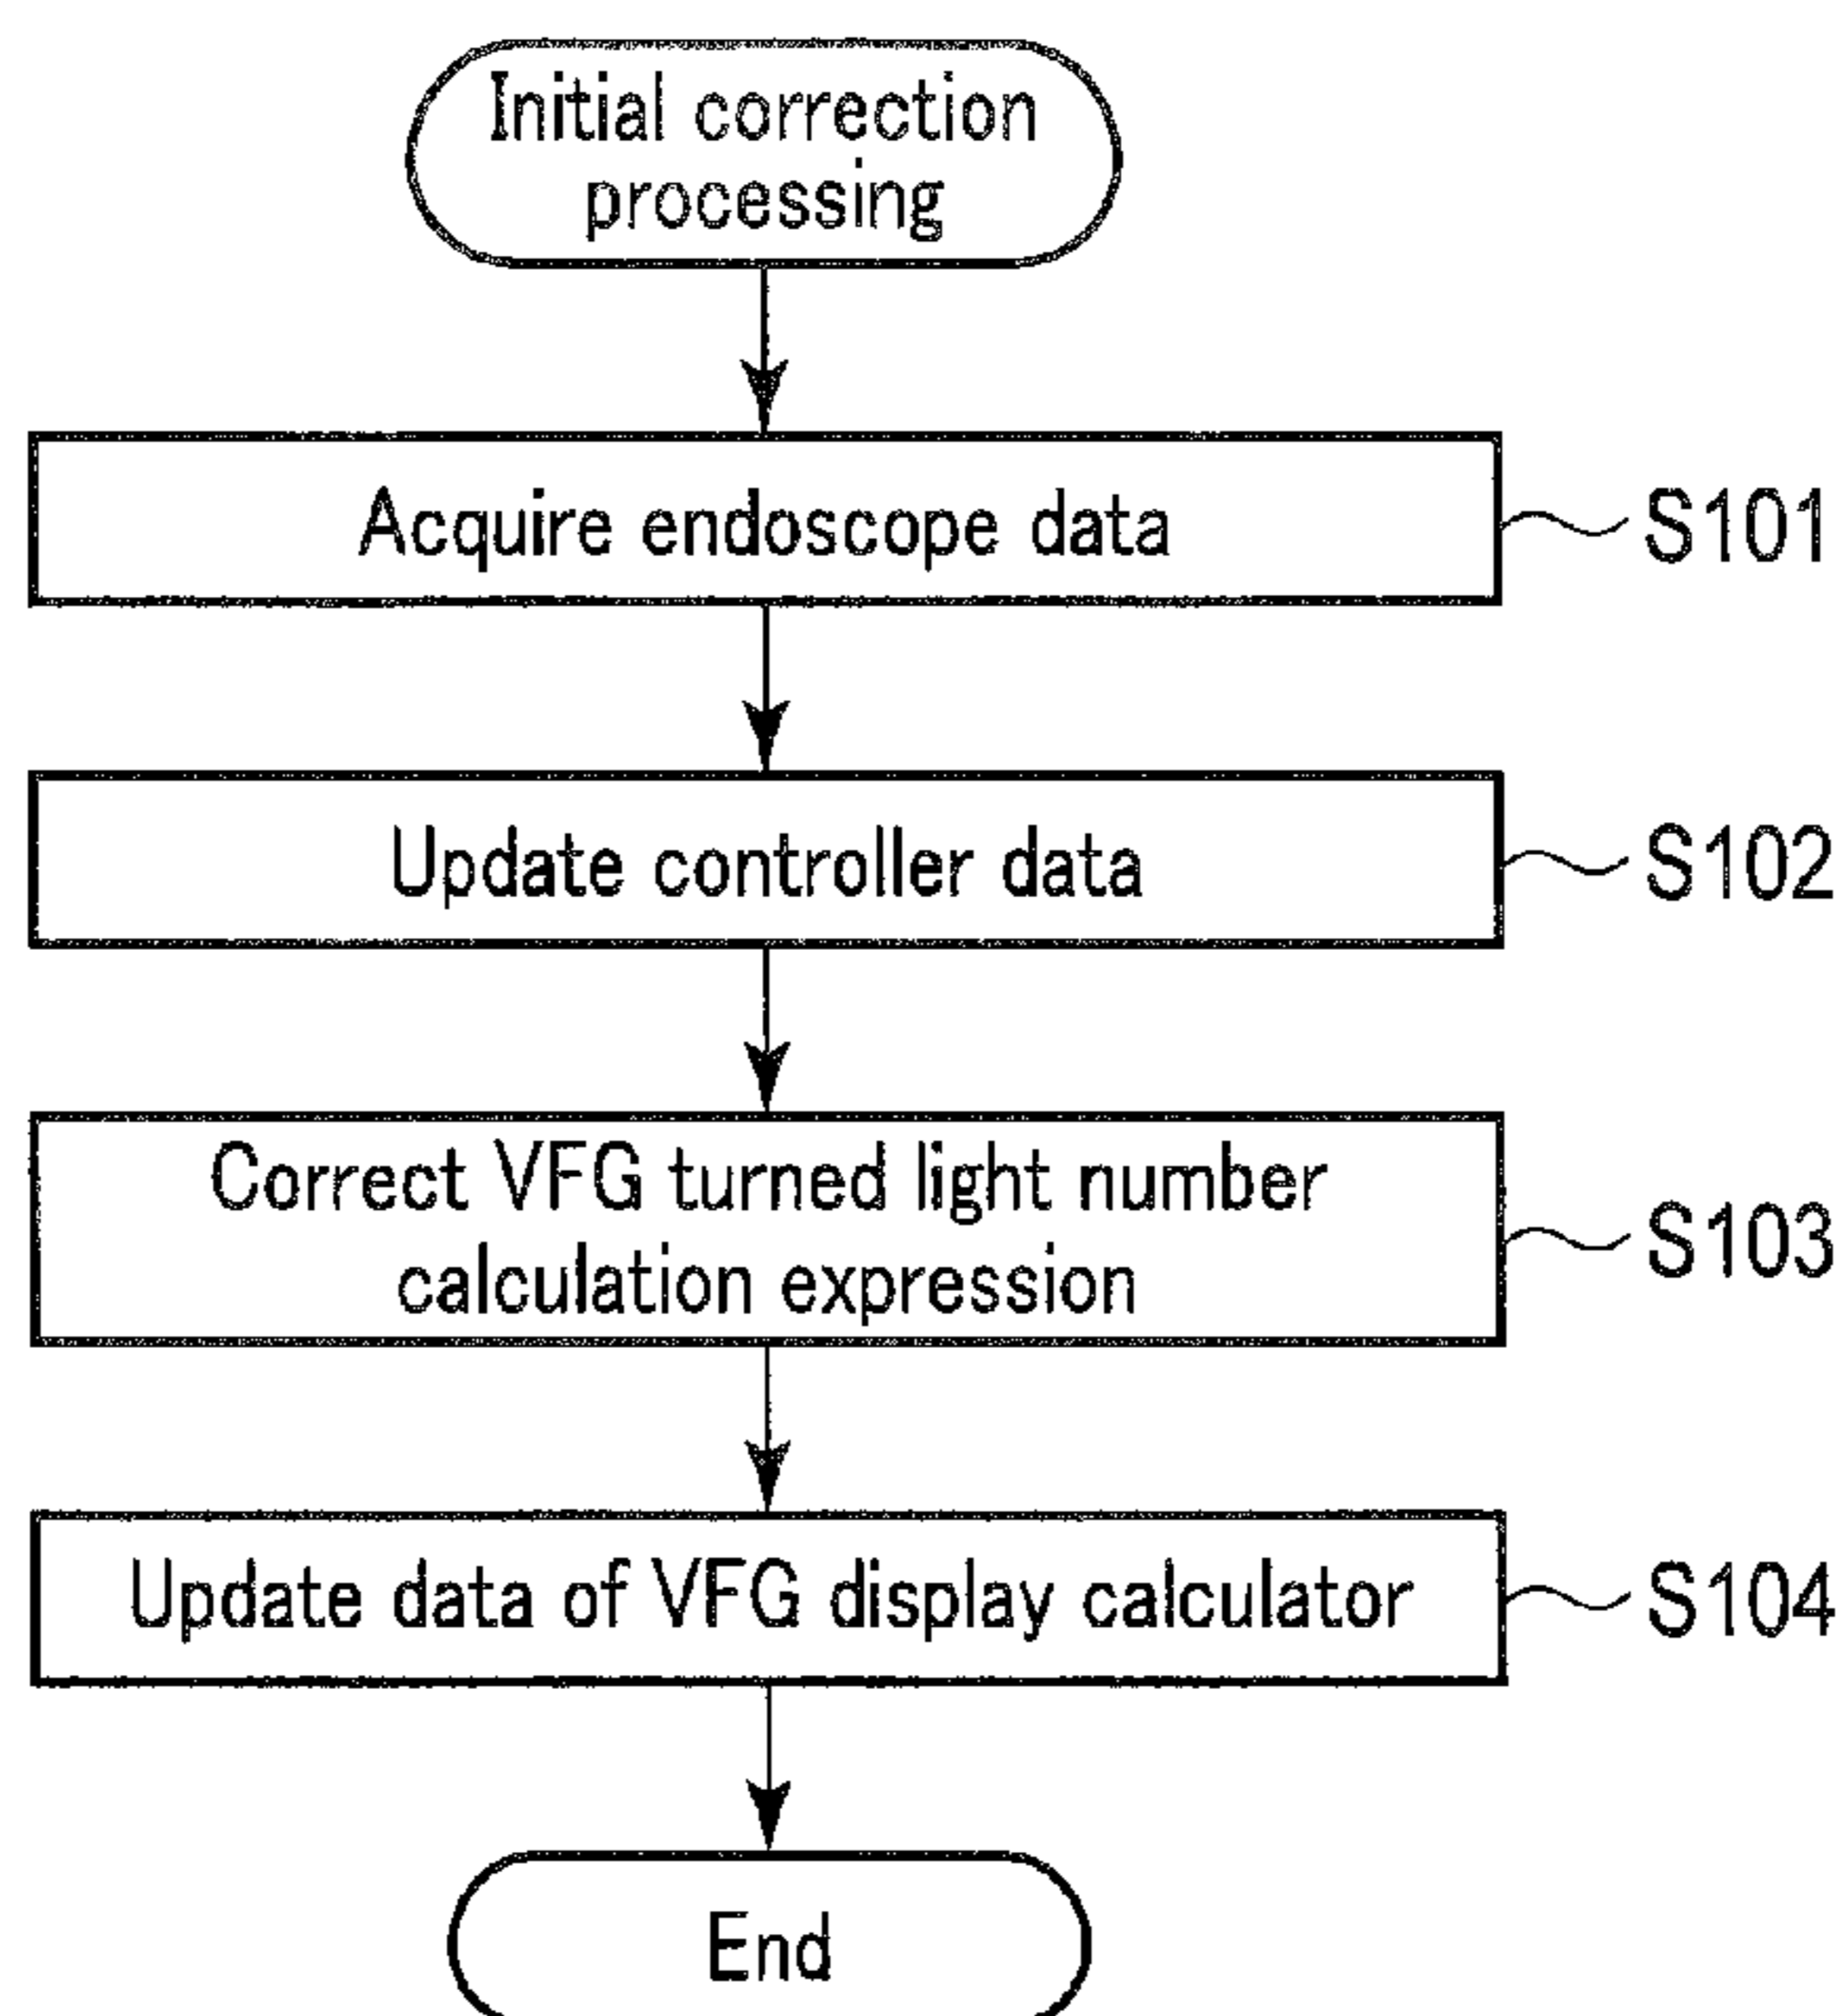 Initial correction
processing
Acquire endoscope data
S101
Update controller data
S102
Correct VFG turned light number
calculation expression
S103
Update data of VFG display calculator
S104
End